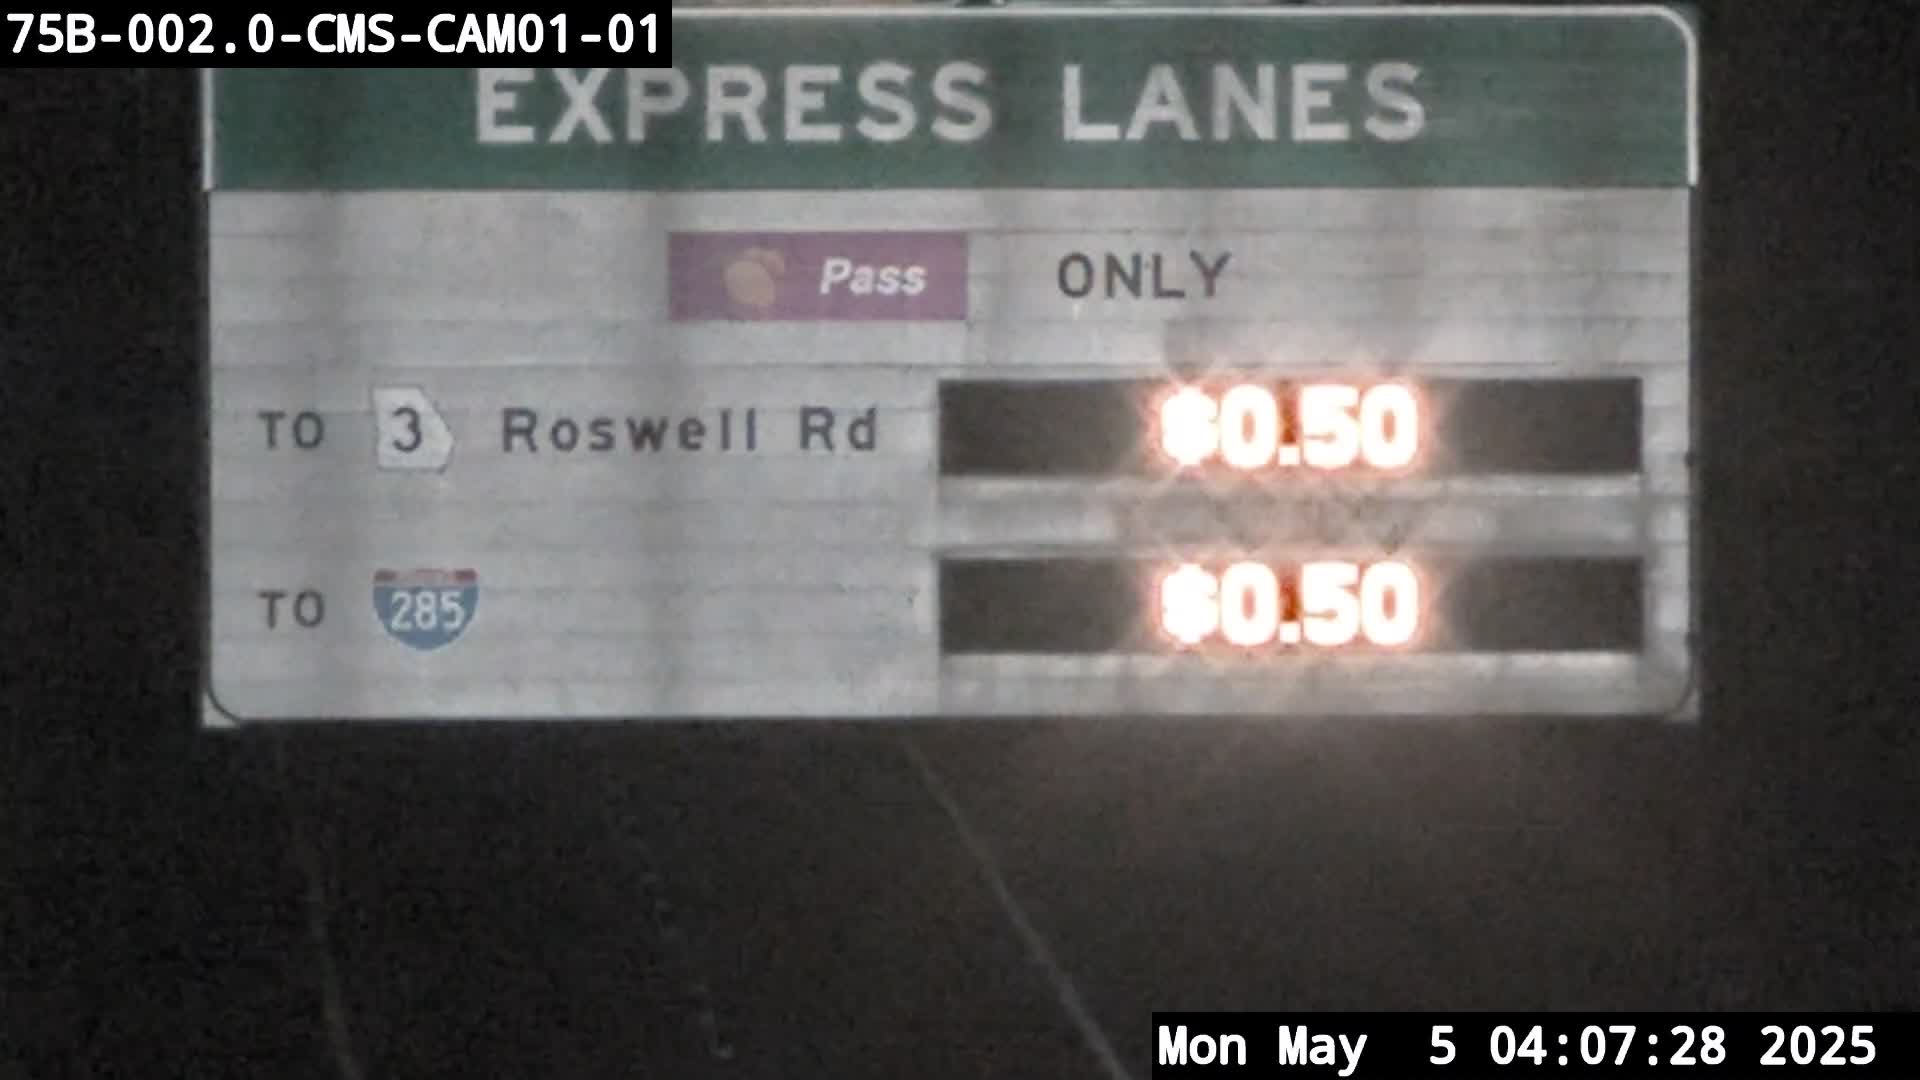 75B-002.0-CMS-CAM01-01
EXPRESS LANES
Pass ONLY
TO 3 Roswell Rd $0.50
TO 285 $0.50
Mon May 5 04:07:28 2025